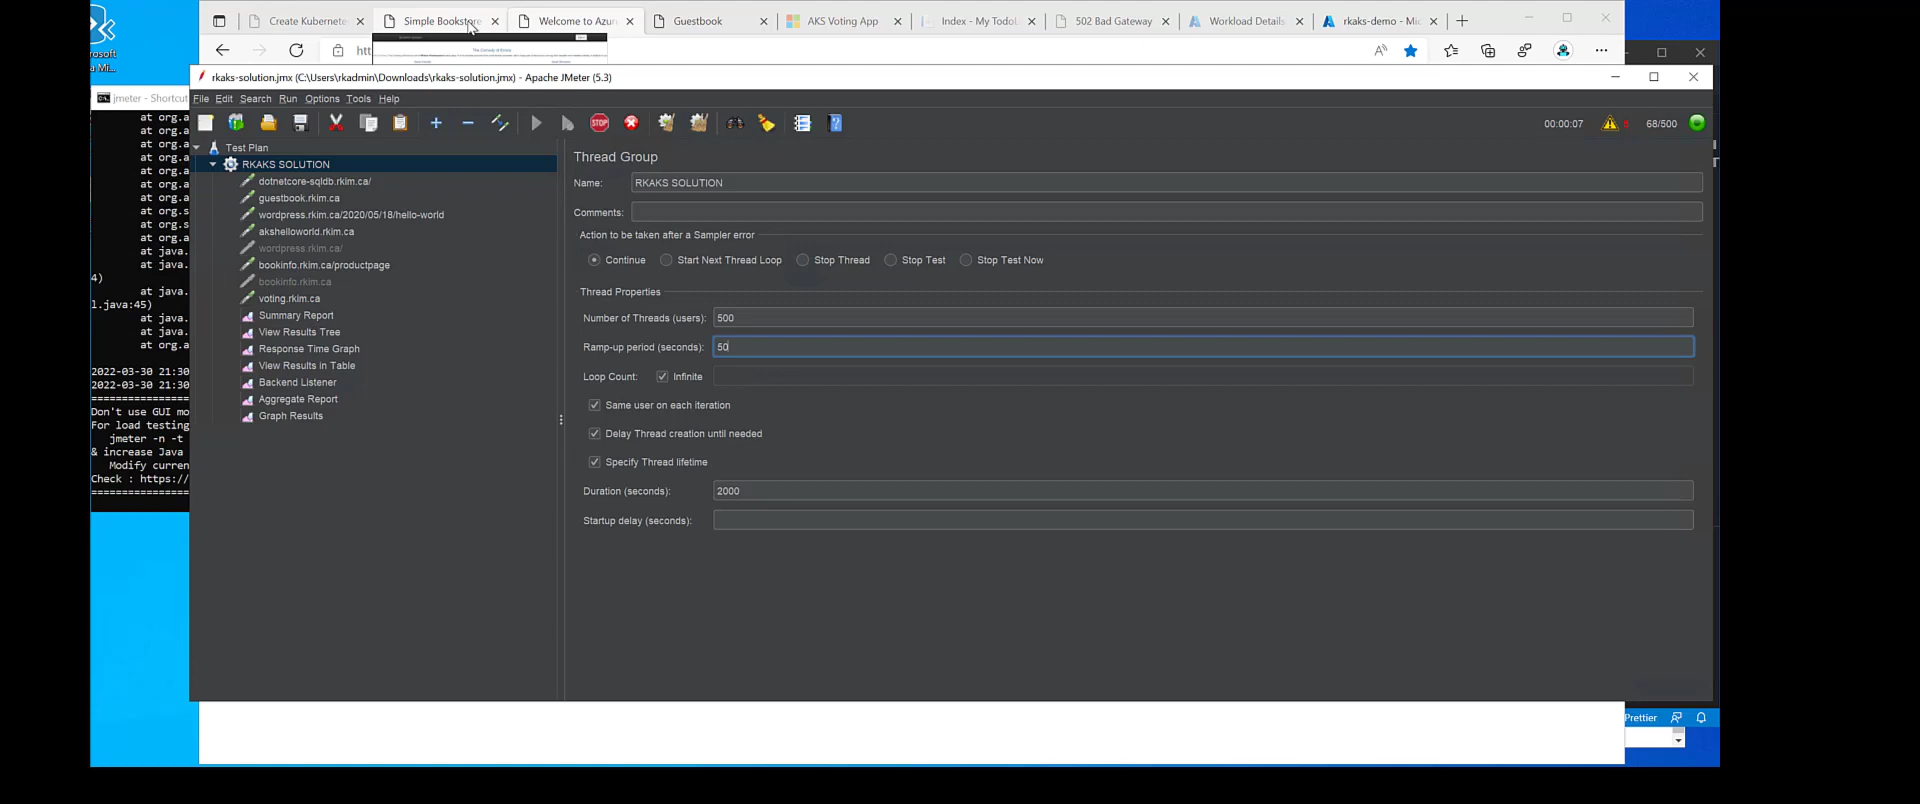 Create Kubernete
Simple Bookstore
Welcome to Azur
Guestbook
AKS Voting App
Index - My TodoL
502 Bad Gateway
Workload Details
rkaks-demo - Mic
osoft
a Mi...
htt
The Comedy of Errors
rkaks-solution.jmx (C:\Users\rkadmin\Downloads\rkaks-solution.jmx) - Apache JMeter (5.3)
jmeter - Shortcut
File Edit Search Run Options Tools Help
00:00:07
68/500
Test Plan
RKAKS SOLUTION
dotnetcore-sqldb.rkim.ca/
guestbook.rkim.ca
wordpress.rkim.ca/2020/05/18/hello-world
akshelloworld.rkim.ca
wordpress.rkim.ca/
bookinfo.rkim.ca/productpage
bookinfo.rkim.ca
voting.rkim.ca
Summary Report
View Results Tree
Response Time Graph
View Results in Table
Backend Listener
Aggregate Report
Graph Results
Thread Group
Name: RKAKS SOLUTION
Comments:
Action to be taken after a Sampler error
Continue Start Next Thread Loop Stop Thread Stop Test Stop Test Now
Thread Properties
Number of Threads (users): 500
Ramp-up period (seconds): 50
Loop Count: Infinite
Same user on each iteration
Delay Thread creation until needed
Specify Thread lifetime
Duration (seconds): 2000
Startup delay (seconds):
at org.a
at org.a
at org.a
at org.a
at org.a
at org.a
at org.s
at org.a
at org.a
at org.a
at java.
at java.
4)
at java.
l.java:45)
at java.
at java.
at org.a
2022-03-30 21:30
2022-03-30 21:30
================
Don't use GUI mo
For load testing
jmeter -n -t
& increase Java
Modify curren
Check : https://
================
Prettier